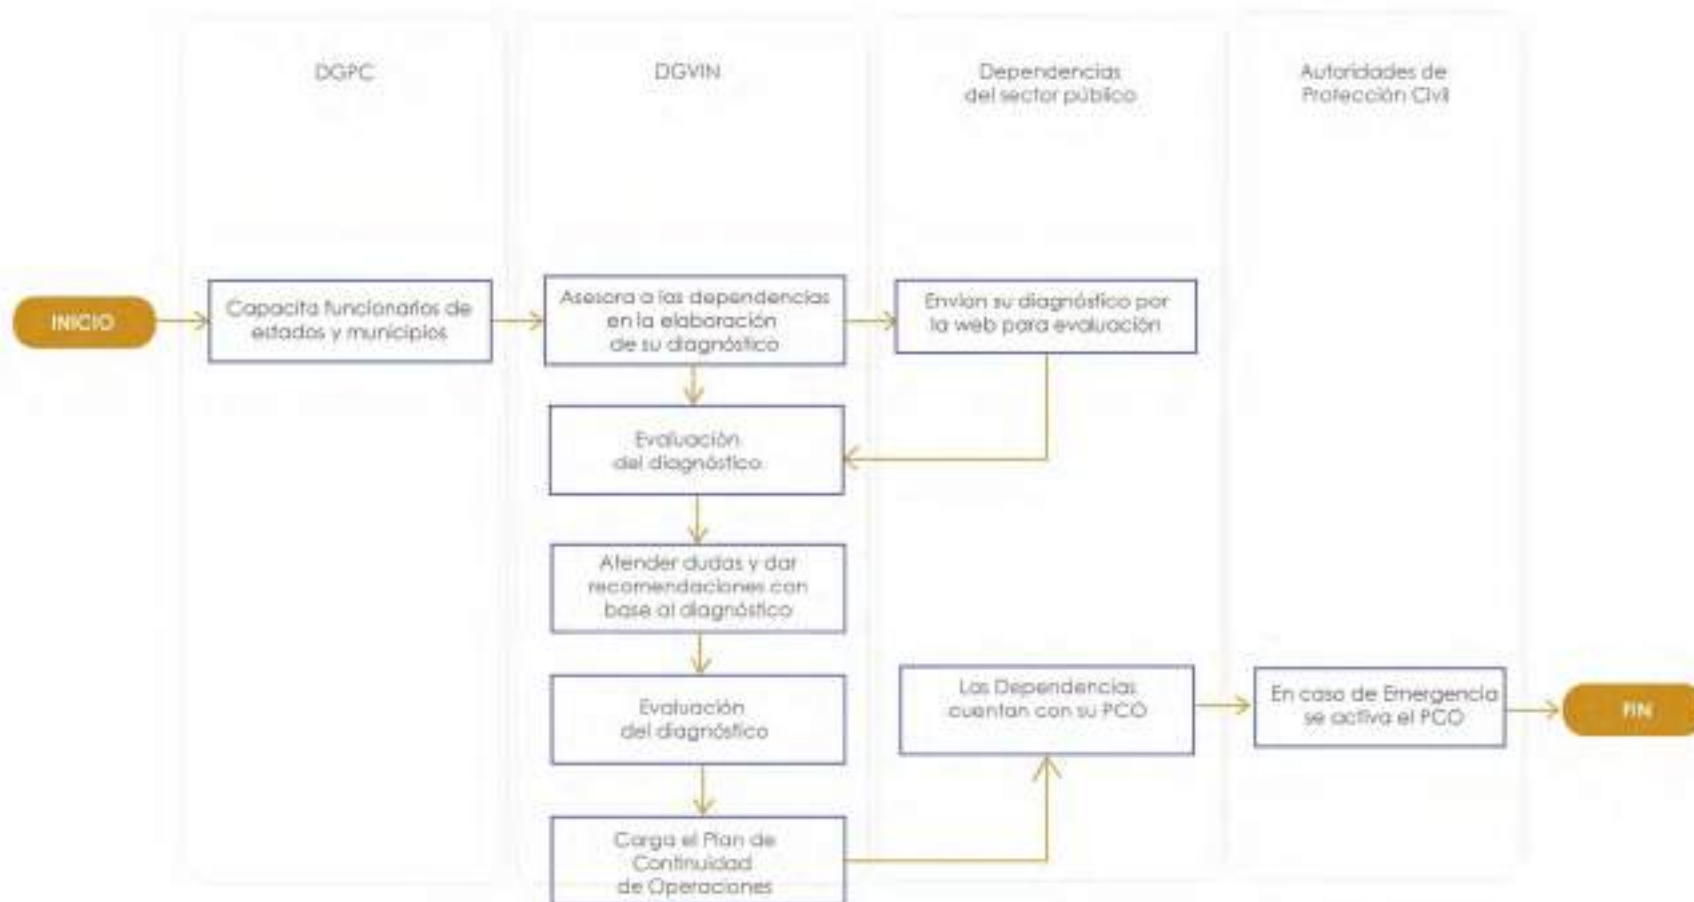 DGPC
DGVIN
Dependencias
del sector público
Autoridades de
Protección Civil
INICIO
Capacita funcionarios de
estados y municipios
Asesora a las dependencias
en la elaboración
de su diagnóstico
Envían su diagnóstico por
la web para evaluación
Evaluación
del diagnóstico
Atender dudas y dar
recomendaciones con
base al diagnóstico
Evaluación
del diagnóstico
Las Dependencias
cuentan con su PCO
En caso de Emergencia
se activa el PCO
FIN
Carga el Plan de
Continuidad
de Operaciones